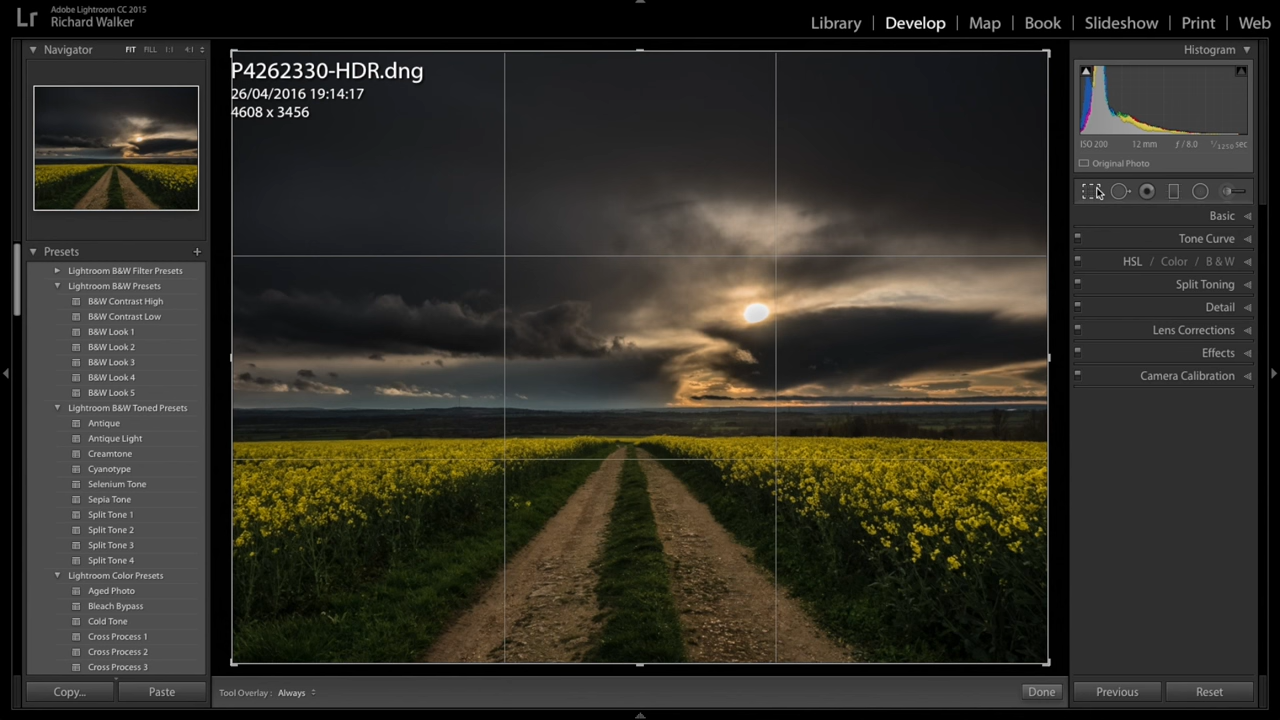 Lr
Adobe Lightroom CC 2015
Richard Walker
Library | Develop | Map | Book | Slideshow | Print | Web
Navigator FIT FILL 1:1 4:1
Presets +
Lightroom B&W Filter Presets
Lightroom B&W Presets
B&W Contrast High
B&W Contrast Low
B&W Look 1
B&W Look 2
B&W Look 3
B&W Look 4
B&W Look 5
Lightroom B&W Toned Presets
Antique
Antique Light
Creamtone
Cyanotype
Selenium Tone
Sepia Tone
Split Tone 1
Split Tone 2
Split Tone 3
Split Tone 4
Lightroom Color Presets
Aged Photo
Bleach Bypass
Cold Tone
Cross Process 1
Cross Process 2
Cross Process 3
Copy... Paste
P4262330-HDR.dng
26/04/2016 19:14:17
4608 x 3456
Tool Overlay : Always
Done
Histogram
ISO 200 12 mm ƒ / 8.0 1/1250 sec
Original Photo
Basic
Tone Curve
HSL / Color / B & W
Split Toning
Detail
Lens Corrections
Effects
Camera Calibration
Previous Reset